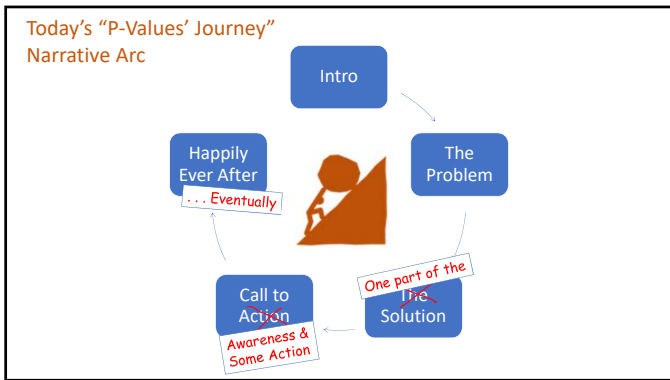 Today's "P-Values' Journey"
Narrative Arc
Intro
The
Problem
One part of the
The
Solution
Call to
Action
Awareness &
Some Action
Happily
Ever After
. . . Eventually